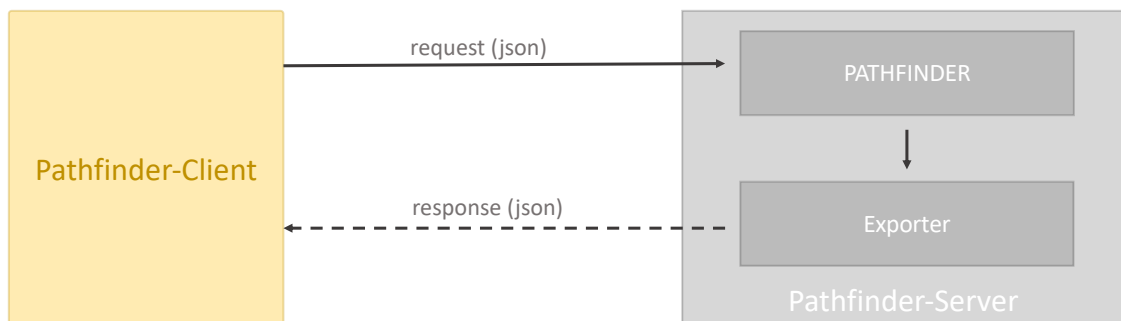 request (json)
PATHFINDER
Pathfinder-Client
response (json)
Exporter
Pathfinder-Server